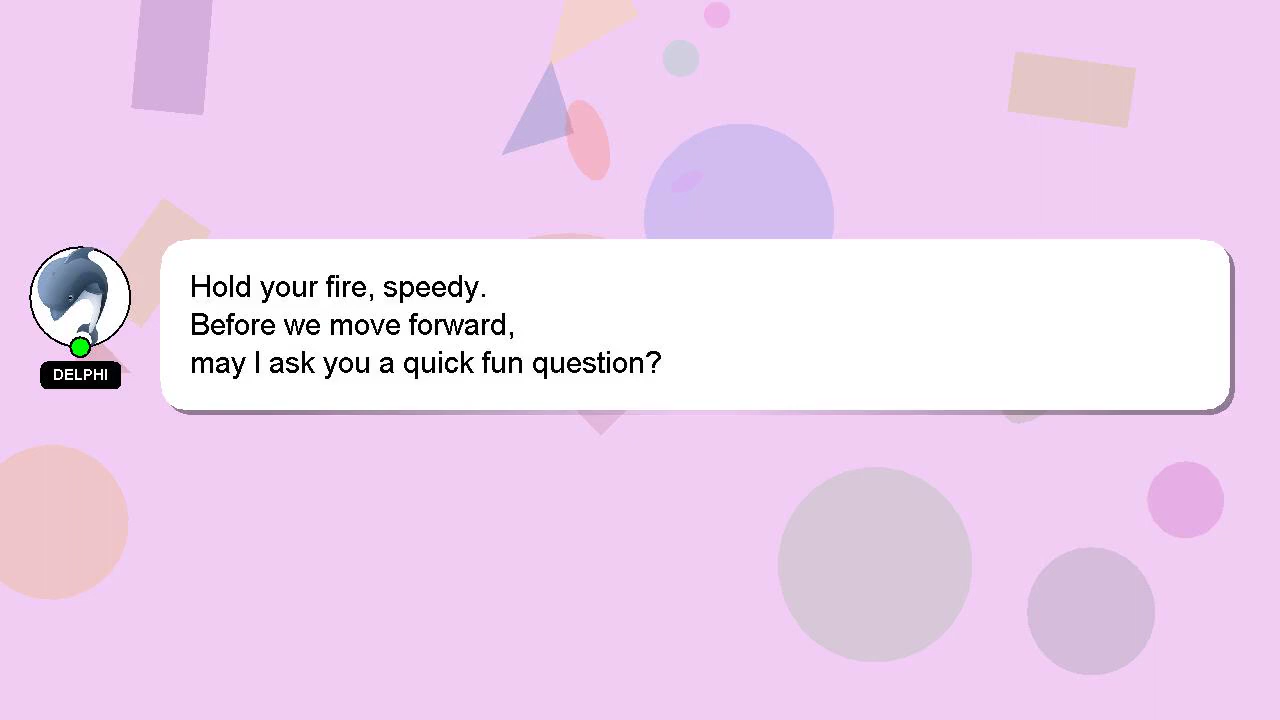 Hold your fire, speedy.
Before we move forward,
may I ask you a quick fun question?
DELPHI